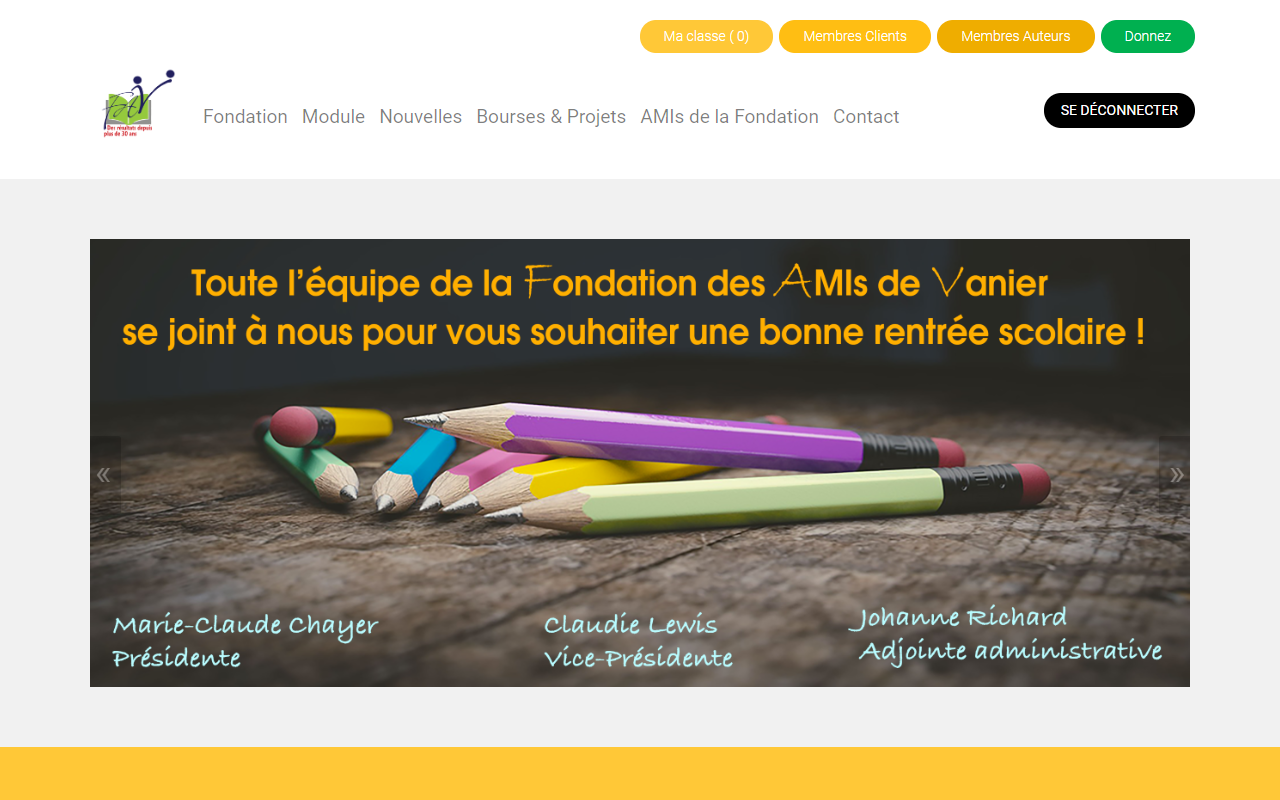 Ma classe ( 0)
Membres Clients
Membres Auteurs
Donnez
FAV
Des résultats depuis
plus de 30 ans
Fondation
Module
Nouvelles
Bourses & Projets
AMIs de la Fondation
Contact
SE DÉCONNECTER
Toute l'équipe de la Fondation des AMIs de Vanier
se joint à nous pour vous souhaiter une bonne rentrée scolaire !
«
»
Marie-Claude Chayer
Présidente
Claudie Lewis
Vice-Présidente
Johanne Richard
Adjointe administrative